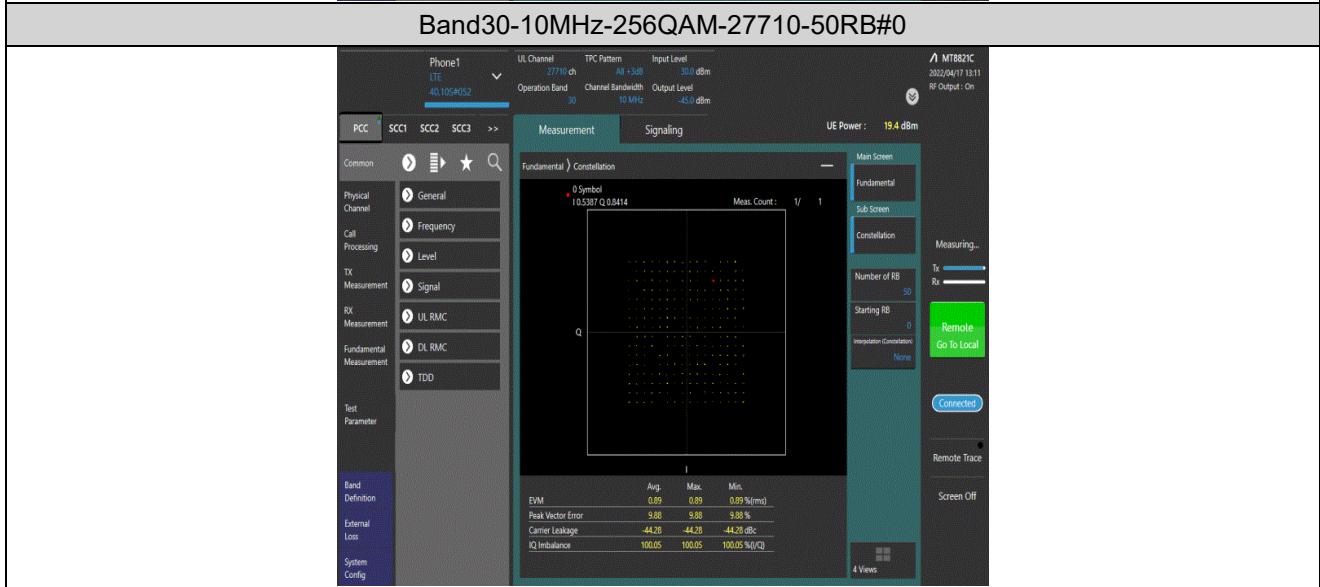 Band30-10MHz-256QAM-27710-50RB#0
Phone1
LTE
40.10S#052
UL Channel
27710 ch
TPC Pattern
All +3dB
Input Level
30.0 dBm
Operation Band
30
Channel Bandwidth
10 MHz
Output Level
-45.0 dBm
MT8821C
2022/04/17 13:11
RF Output : On
PCC SCC1 SCC2 SCC3 >>
Measurement Signaling
UE Power : 19.4 dBm
Common
Physical
Channel
Call
Processing
TX
Measurement
RX
Measurement
Fundamental
Measurement
Test
Parameter
Band
Definition
External
Loss
System
Config
General
Frequency
Level
Signal
UL RMC
DL RMC
TDD
Fundamental ⟩ Constellation
0 Symbol
I 0.5387 Q 0.8414
Meas. Count : 1/ 1
Q
I
Avg. Max. Min.
EVM 0.89 0.89 0.89 %(rms)
Peak Vector Error 9.88 9.88 9.88 %
Carrier Leakage -44.28 -44.28 -44.28 dBc
IQ Imbalance 100.05 100.05 100.05 %(I/Q)
Main Screen
Fundamental
Sub Screen
Constellation
Number of RB
50
Starting RB
0
Interpolation (Constellation)
None
4 Views
Measuring...
Tx
Rx
Remote
Go To Local
Connected
Remote Trace
Screen Off